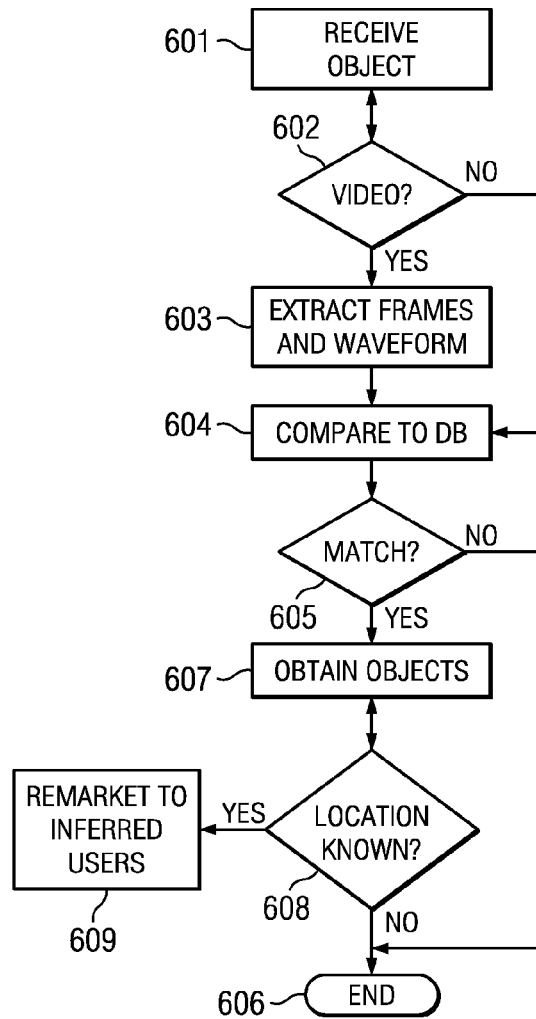 601
RECEIVE
OBJECT
602
VIDEO?
NO
YES
603
EXTRACT FRAMES
AND WAVEFORM
604
COMPARE TO DB
MATCH?
NO
605
YES
607
OBTAIN OBJECTS
REMARKET TO
INFERRED
USERS
YES
LOCATION
KNOWN?
608
609
NO
606
END